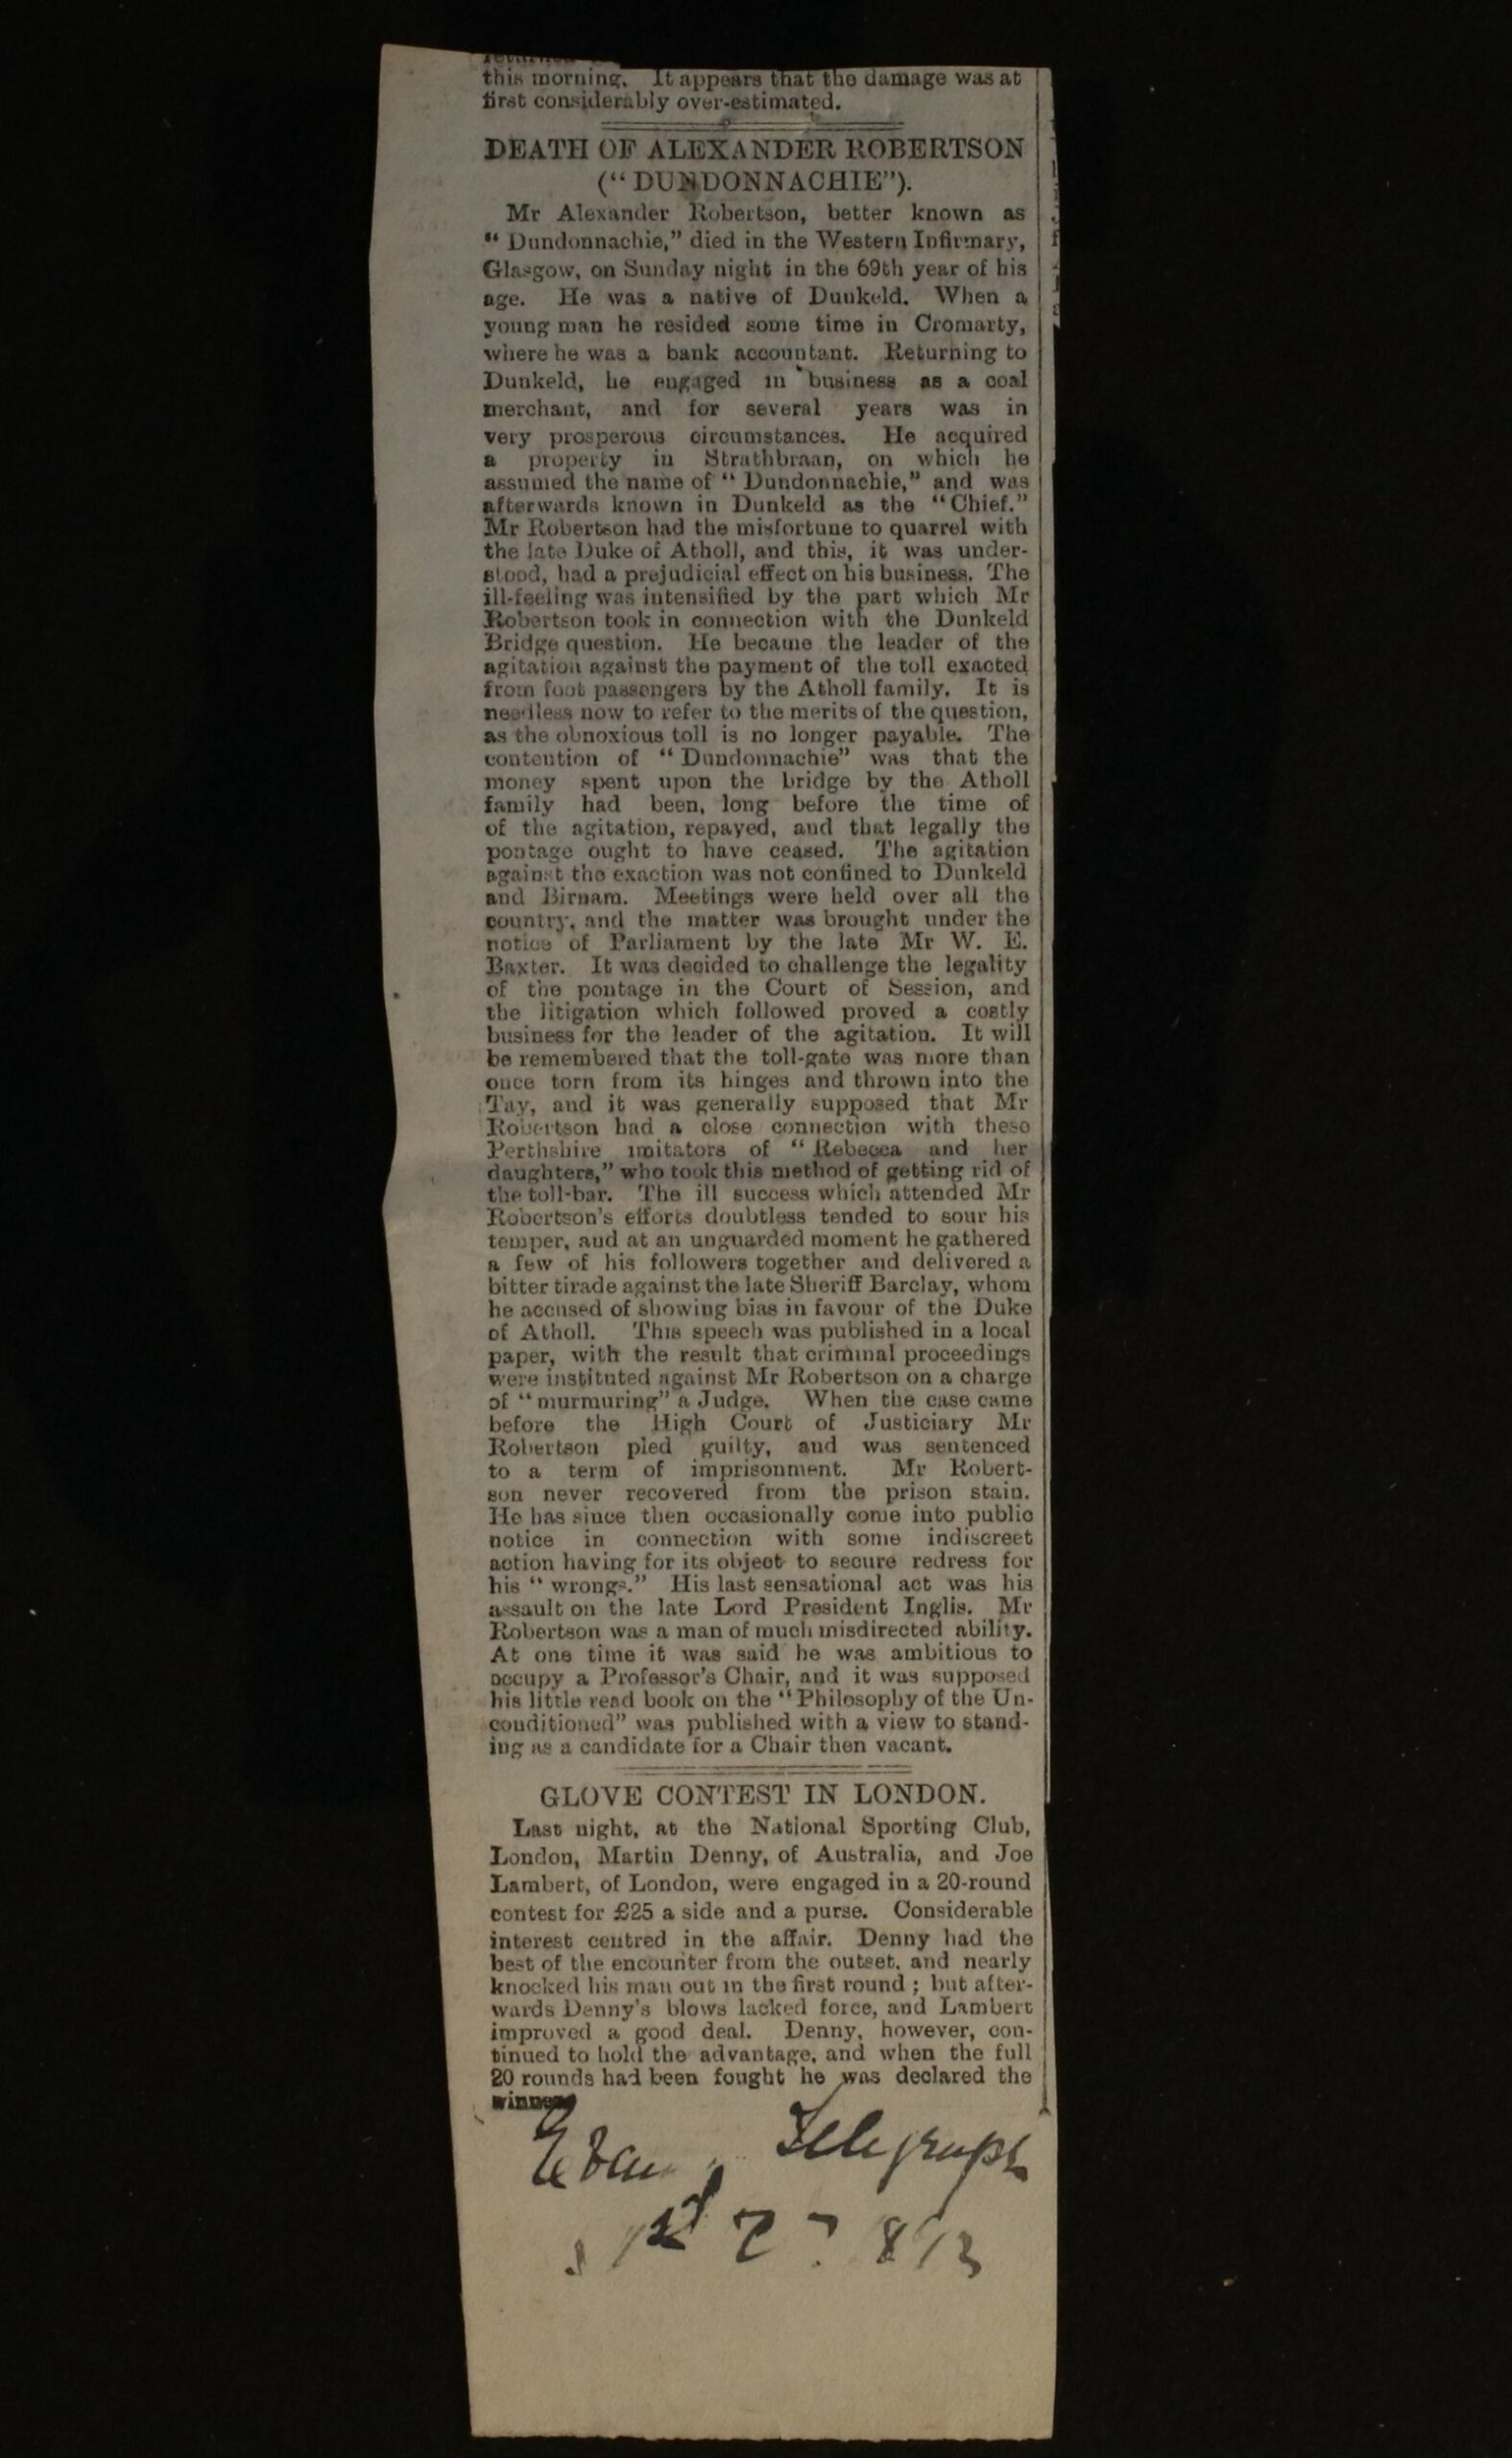 this morning. It appears that the damage was at
first considerably over-estimated.
DEATH OF ALEXANDER ROBERTSON
("DUNDONNACHIE").
Mr Alexander Robertson, better known as
"Dundonnachie," died in the Western Infirmary,
Glasgow, on Sunday night in the 69th year of his
age. He was a native of Dunkeld. When a
young man he resided some time in Cromarty,
where he was a bank accountant. Returning to
Dunkeld, he engaged in business as a coal
merchant, and for several years was in
very prosperous circumstances. He acquired
a property in Strathbraan, on which he
assumed the name of "Dundonnachie," and was
afterwards known in Dunkeld as the "Chief."
Mr Robertson had the misfortune to quarrel with
the late Duke of Atholl, and this, it was under-
stood, had a prejudicial effect on his business. The
ill-feeling was intensified by the part which Mr
Robertson took in connection with the Dunkeld
Bridge question. He became the leader of the
agitation against the payment of the toll exacted
from foot passengers by the Atholl family. It is
needless now to refer to the merits of the question,
as the obnoxious toll is no longer payable. The
contention of "Dundonnachie" was that the
money spent upon the bridge by the Atholl
family had been, long before the time of
of the agitation, repayed, and that legally the
pontage ought to have ceased. The agitation
against the exaction was not confined to Dunkeld
and Birnam. Meetings were held over all the
country, and the matter was brought under the
notice of Parliament by the late Mr W. E.
Baxter. It was decided to challenge the legality
of the pontage in the Court of Session, and
the litigation which followed proved a costly
business for the leader of the agitation. It will
be remembered that the toll-gate was more than
once torn from its hinges and thrown into the
Tay, and it was generally supposed that Mr
Robertson had a close connection with these
Perthshire imitators of "Rebecca and her
daughters," who took this method of getting rid of
the toll-bar. The ill success which attended Mr
Robertson's efforts doubtless tended to sour his
temper, and at an unguarded moment he gathered
a few of his followers together and delivered a
bitter tirade against the late Sheriff Barclay, whom
he accused of showing bias in favour of the Duke
of Atholl. This speech was published in a local
paper, with the result that criminal proceedings
were instituted against Mr Robertson on a charge
of "murmuring" a Judge. When the case came
before the High Court of Justiciary Mr
Robertson pled guilty, and was sentenced
to a term of imprisonment. Mr Robert-
son never recovered from the prison stain.
He has since then occasionally come into public
notice in connection with some indiscreet
action having for its object to secure redress for
his "wrongs." His last sensational act was his
assault on the late Lord President Inglis. Mr
Robertson was a man of much misdirected ability.
At one time it was said he was ambitious to
occupy a Professor's Chair, and it was supposed
his little read book on the "Philosophy of the Un-
conditioned" was published with a view to stand-
ing as a candidate for a Chair then vacant.
GLOVE CONTEST IN LONDON.
Last night, at the National Sporting Club,
London, Martin Denny, of Australia, and Joe
Lambert, of London, were engaged in a 20-round
contest for £25 a side and a purse. Considerable
interest centred in the affair. Denny had the
best of the encounter from the outset, and nearly
knocked his man out in the first round; but after-
wards Denny's blows lacked force, and Lambert
improved a good deal. Denny, however, con-
tinued to hold the advantage, and when the full
20 rounds had been fought he was declared the
winner
Telegraph